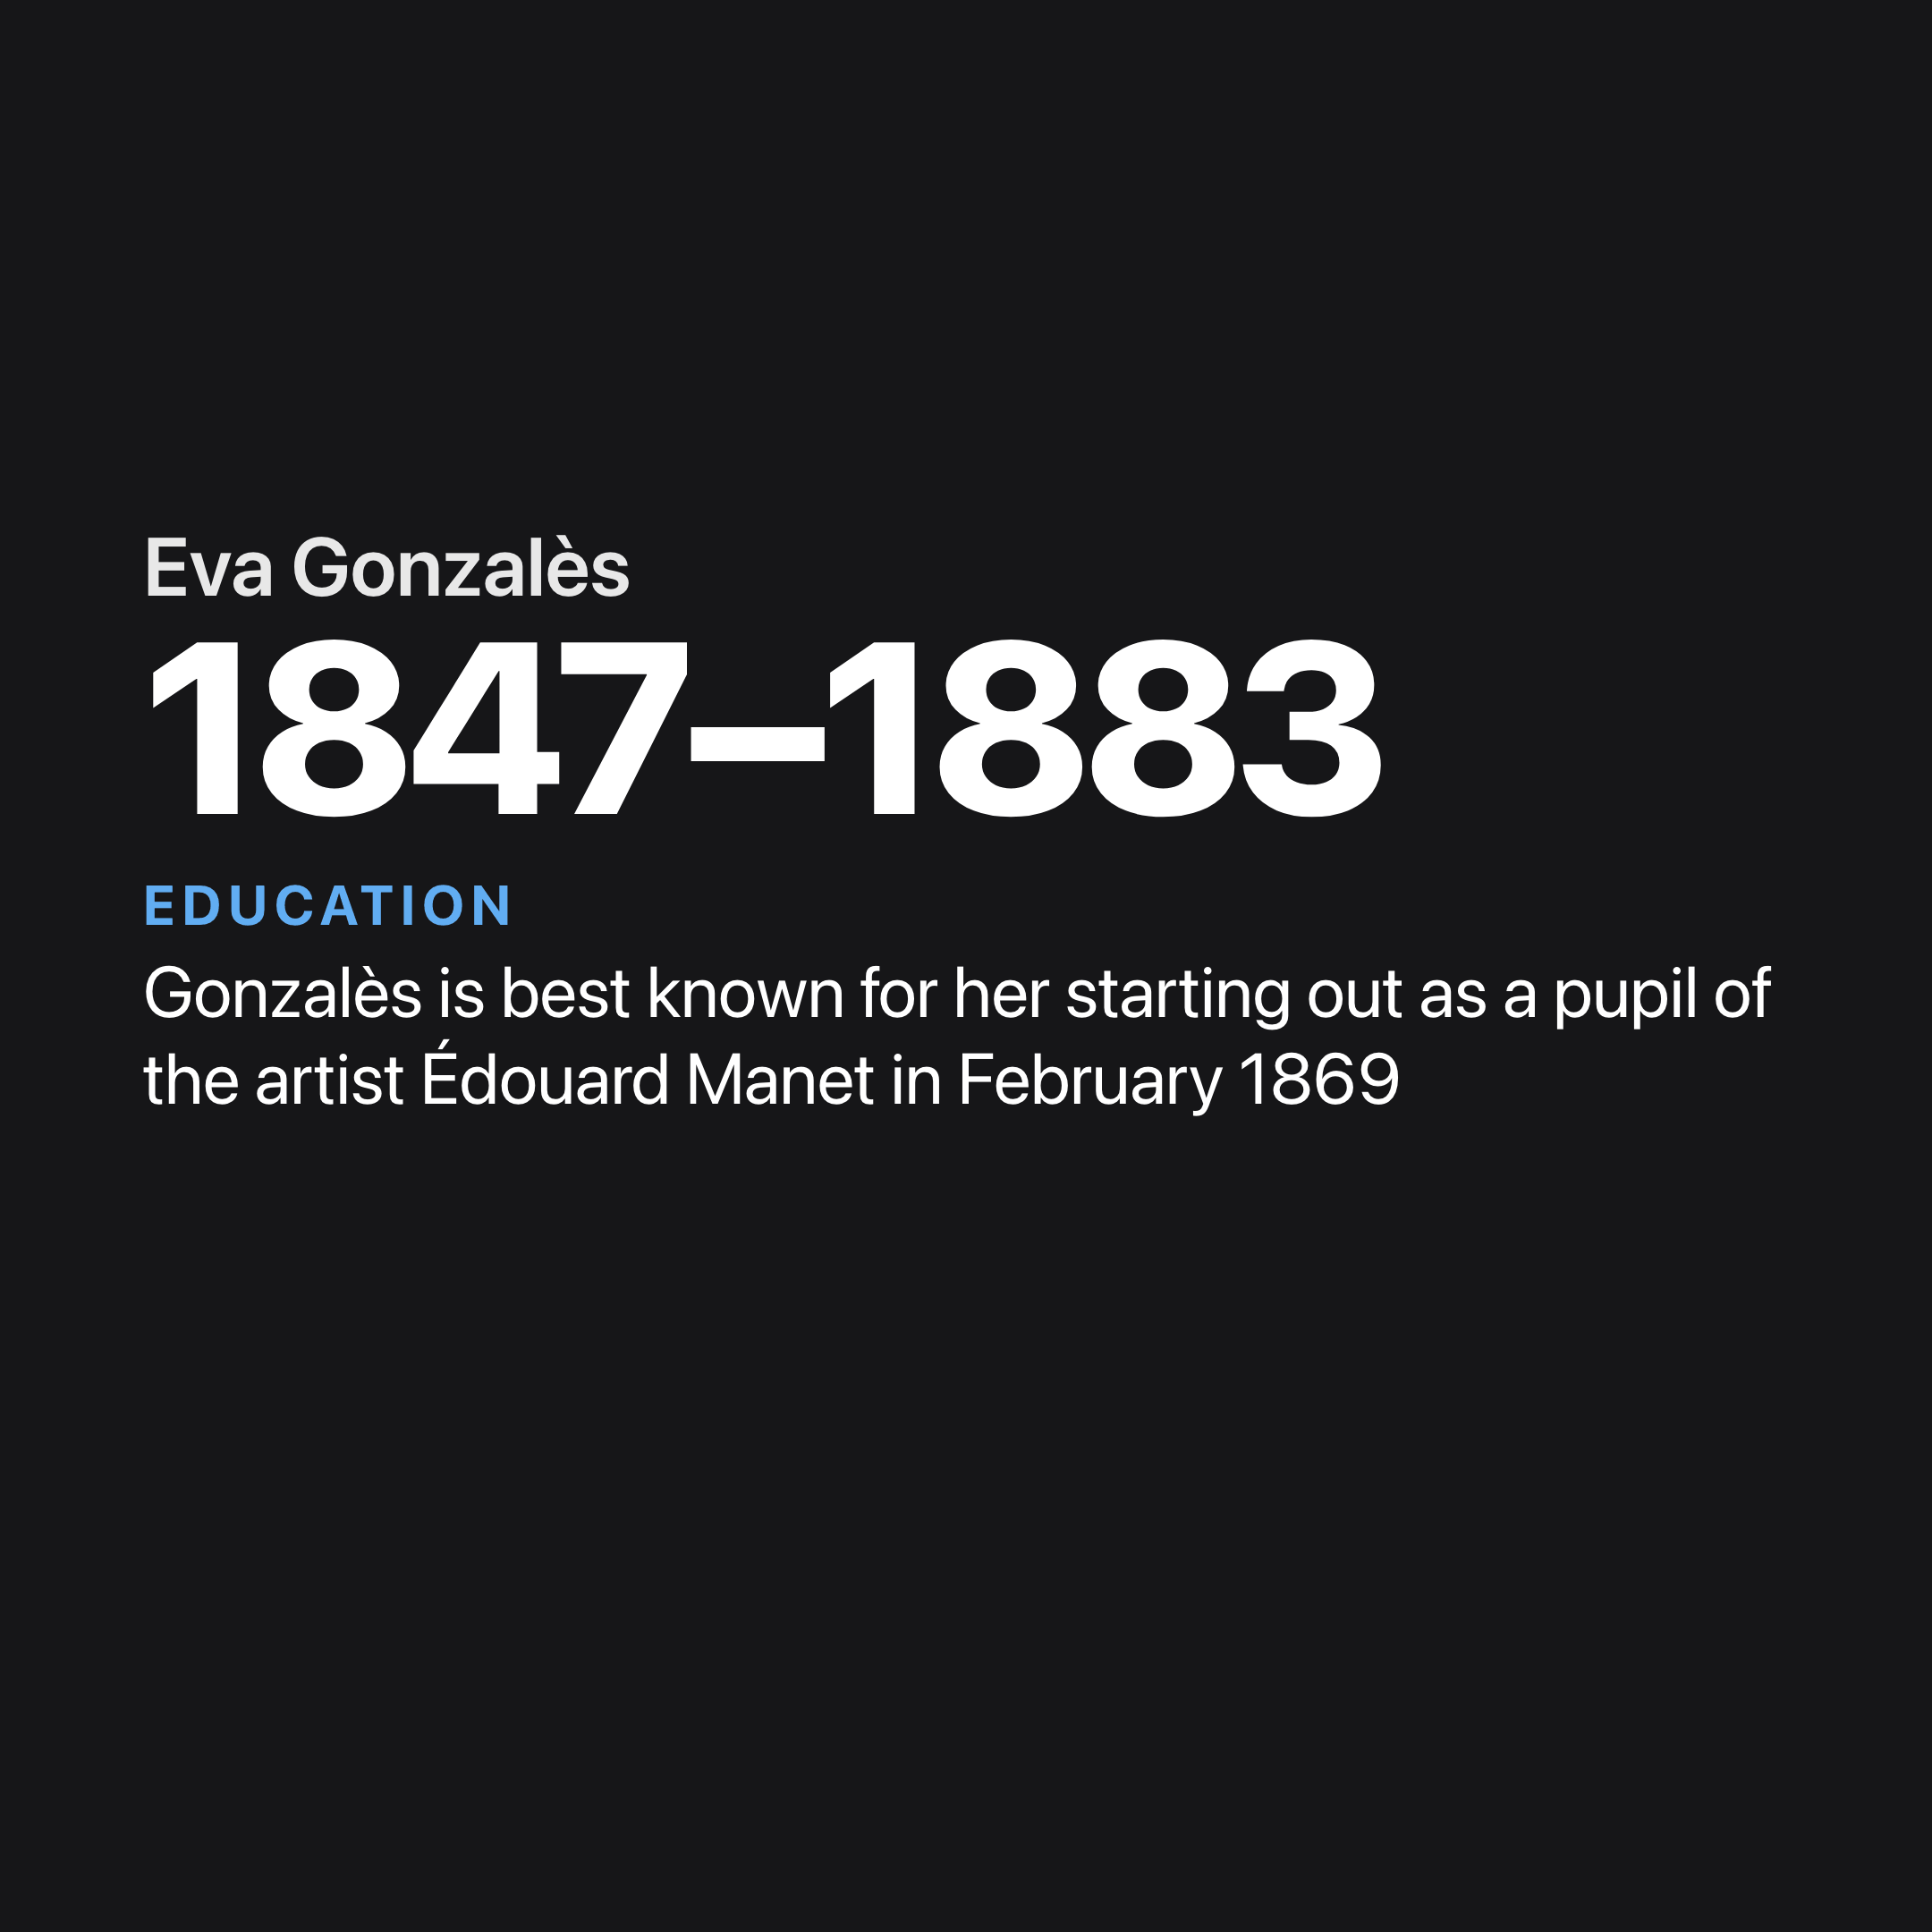 Eva Gonzalès
1847–1883
EDUCATION
Gonzalès is best known for her starting out as a pupil of
the artist Édouard Manet in February 1869